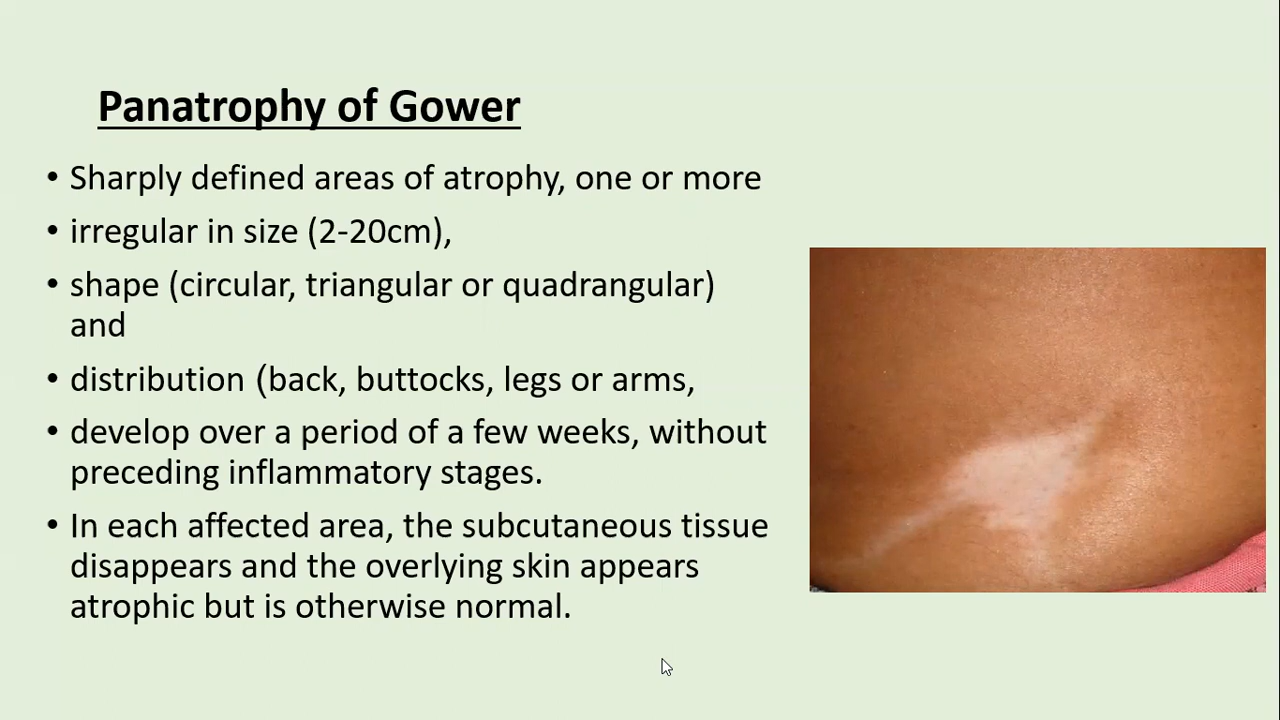 Panatrophy of Gower
• Sharply defined areas of atrophy, one or more
• irregular in size (2-20cm),
• shape (circular, triangular or quadrangular)
and
• distribution (back, buttocks, legs or arms,
• develop over a period of a few weeks, without
preceding inflammatory stages.
• In each affected area, the subcutaneous tissue
disappears and the overlying skin appears
atrophic but is otherwise normal.